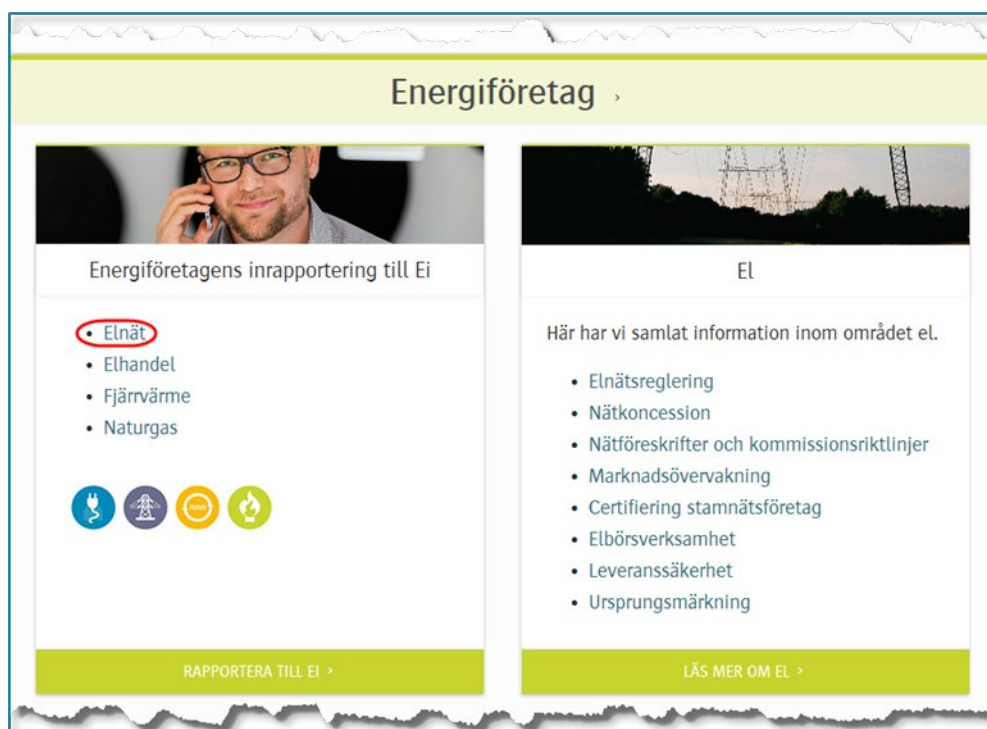 Energiföretag ›
Energiföretagens inrapportering till Ei
• Elnät
• Elhandel
• Fjärrvärme
• Naturgas
RAPPORTERA TILL EI ›
El
Här har vi samlat information inom området el.
• Elnätsreglering
• Nätkoncession
• Nätföreskrifter och kommissionsriktlinjer
• Marknadsövervakning
• Certifiering stamnätsföretag
• Elbörsverksamhet
• Leveranssäkerhet
• Ursprungsmärkning
LÄS MER OM EL ›